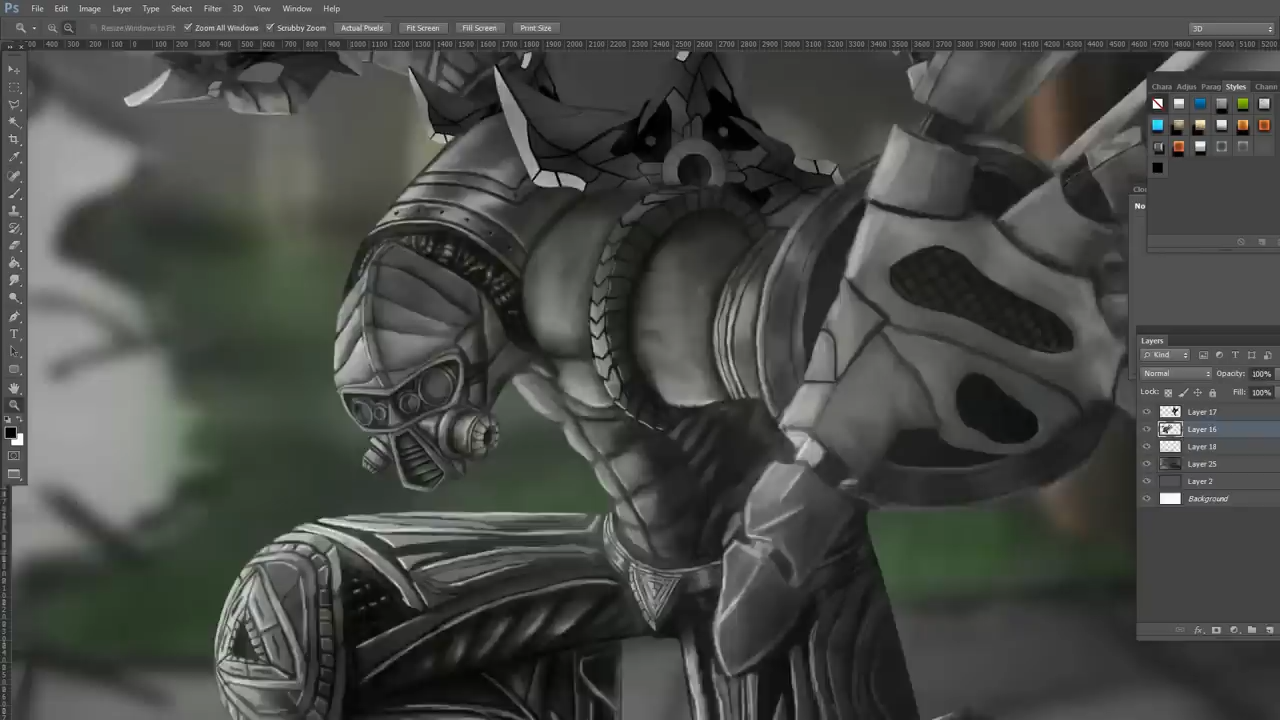 Ps File Edit Image Layer Type Select Filter 3D View Window Help
Resize Windows to Fit Zoom All Windows Scrubby Zoom Actual Pixels Fit Screen Fill Screen Print Size 3D
Chara Adjus Parag Styles Chann
No
Layers
Kind
Normal Opacity: 100%
Lock: Fill: 100%
Layer 17
Layer 16
Layer 18
Layer 25
Layer 2
Background